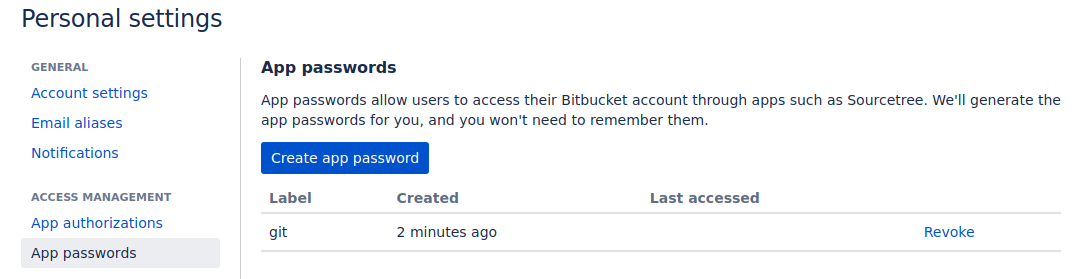 Personal settings
GENERAL
Account settings
Email aliases
Notifications
ACCESS MANAGEMENT
App authorizations
App passwords
App passwords
App passwords allow users to access their Bitbucket account through apps such as Sourcetree. We'll generate the
app passwords for you, and you won't need to remember them.
Create app password
Label Created Last accessed
git 2 minutes ago Revoke